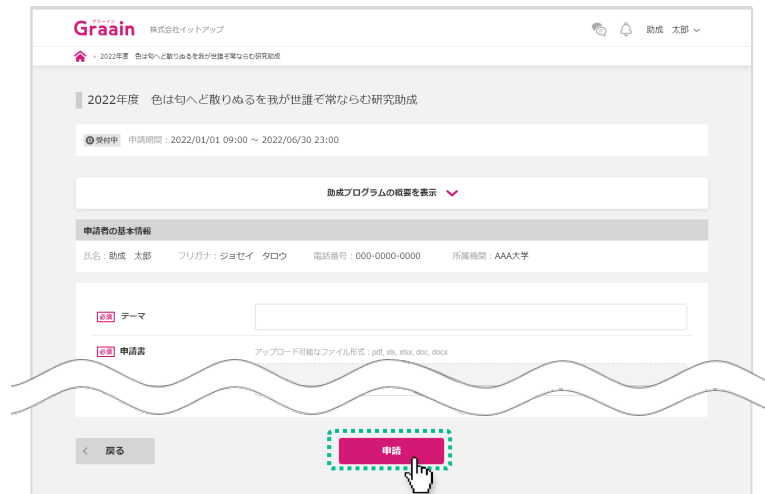 グラーイン
Graain 株式会社イットアップ 助成 太郎
2022年度 色は匂へど散りぬるを我が世誰ぞ常ならむ研究助成
2022年度 色は匂へど散りぬるを我が世誰ぞ常ならむ研究助成
受付中 申請期間 : 2022/01/01 09:00 ～ 2022/06/30 23:00
助成プログラムの概要を表示
申請者の基本情報
氏名 : 助成 太郎 フリガナ : ジョセイ タロウ 電話番号 : 000-0000-0000 所属機関 : AAA大学
必須 テーマ
必須 申請書 アップロード可能なファイル形式 : pdf, xls, xlsx, doc, docx
戻る 申請